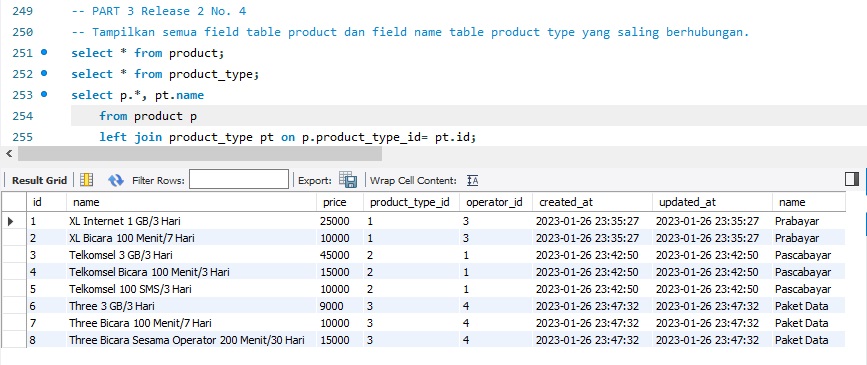 249 -- PART 3 Release 2 No. 4
250 -- Tampilkan semua field table product dan field name table product type yang saling berhubungan.
251 select * from product;
252 select * from product_type;
253 select p.*, pt.name
254 from product p
255 left join product_type pt on p.product_type_id= pt.id;
Result Grid Filter Rows: Export: Wrap Cell Content: IA
id name price product_type_id operator_id created_at updated_at name
1 XL Internet 1 GB/3 Hari 25000 1 3 2023-01-26 23:35:27 2023-01-26 23:35:27 Prabayar
2 XL Bicara 100 Menit/7 Hari 10000 1 3 2023-01-26 23:35:27 2023-01-26 23:35:27 Prabayar
3 Telkomsel 3 GB/3 Hari 45000 2 1 2023-01-26 23:42:50 2023-01-26 23:42:50 Pascabayar
4 Telkomsel Bicara 100 Menit/3 Hari 15000 2 1 2023-01-26 23:42:50 2023-01-26 23:42:50 Pascabayar
5 Telkomsel 100 SMS/3 Hari 10000 2 1 2023-01-26 23:42:50 2023-01-26 23:42:50 Pascabayar
6 Three 3 GB/3 Hari 9000 3 4 2023-01-26 23:47:32 2023-01-26 23:47:32 Paket Data
7 Three Bicara 100 Menit/7 Hari 10000 3 4 2023-01-26 23:47:32 2023-01-26 23:47:32 Paket Data
8 Three Bicara Sesama Operator 200 Menit/30 Hari 15000 3 4 2023-01-26 23:47:32 2023-01-26 23:47:32 Paket Data